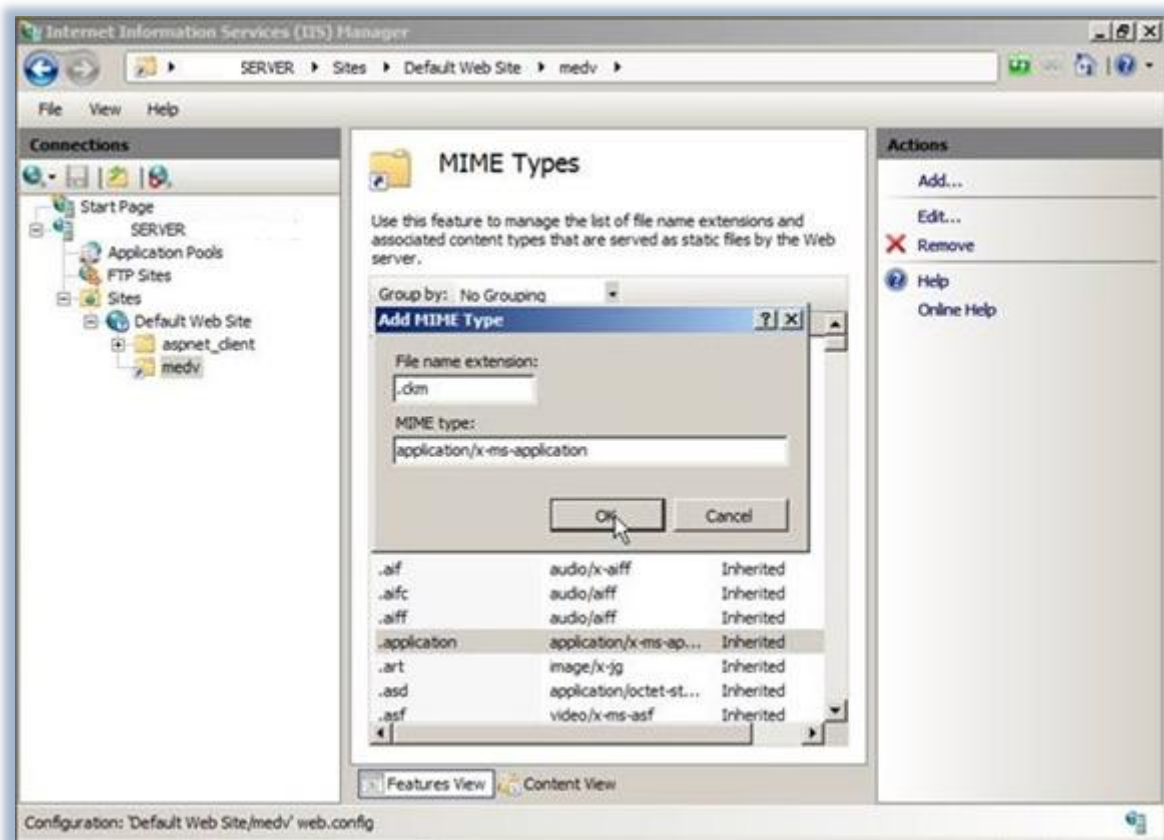 Internet Information Services (IIS) Manager
SERVER Sites Default Web Site medv
File View Help
Connections
Start Page
SERVER
Application Pools
FTP Sites
Sites
Default Web Site
aspnet_client
medv
MIME Types
Use this feature to manage the list of file name extensions and
associated content types that are served as static files by the Web
server.
Group by: No Grouping
Add MIME Type
File name extension:
.ckm
MIME type:
application/x-ms-application
OK Cancel
.aif audio/x-aiff Inherited
.aifc audio/aiff Inherited
.aiff audio/aiff Inherited
.application application/x-ms-ap... Inherited
.art image/x-jg Inherited
.asd application/octet-st... Inherited
.asf video/x-ms-asf Inherited
Features View Content View
Actions
Add...
Edit...
Remove
Help
Online Help
Configuration: 'Default Web Site/medv' web.config